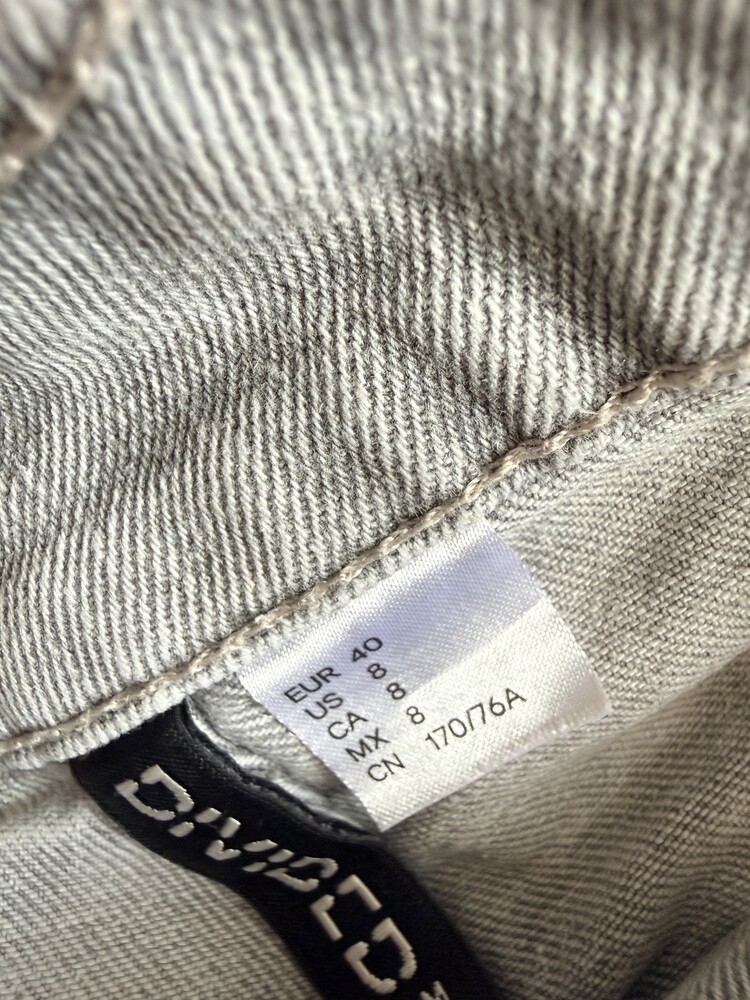 EUR 40
US 8
CA 8
MX 8
CN 170/76A
DIVIDED